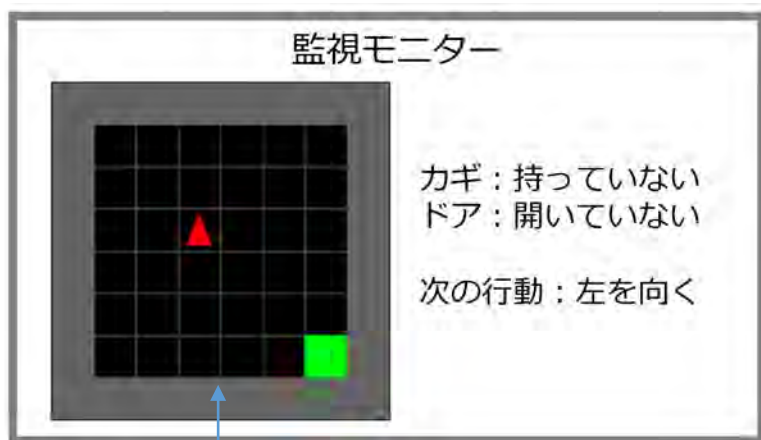 監視モニター
カギ：持っていない
ドア：開いていない
次の行動：左を向く